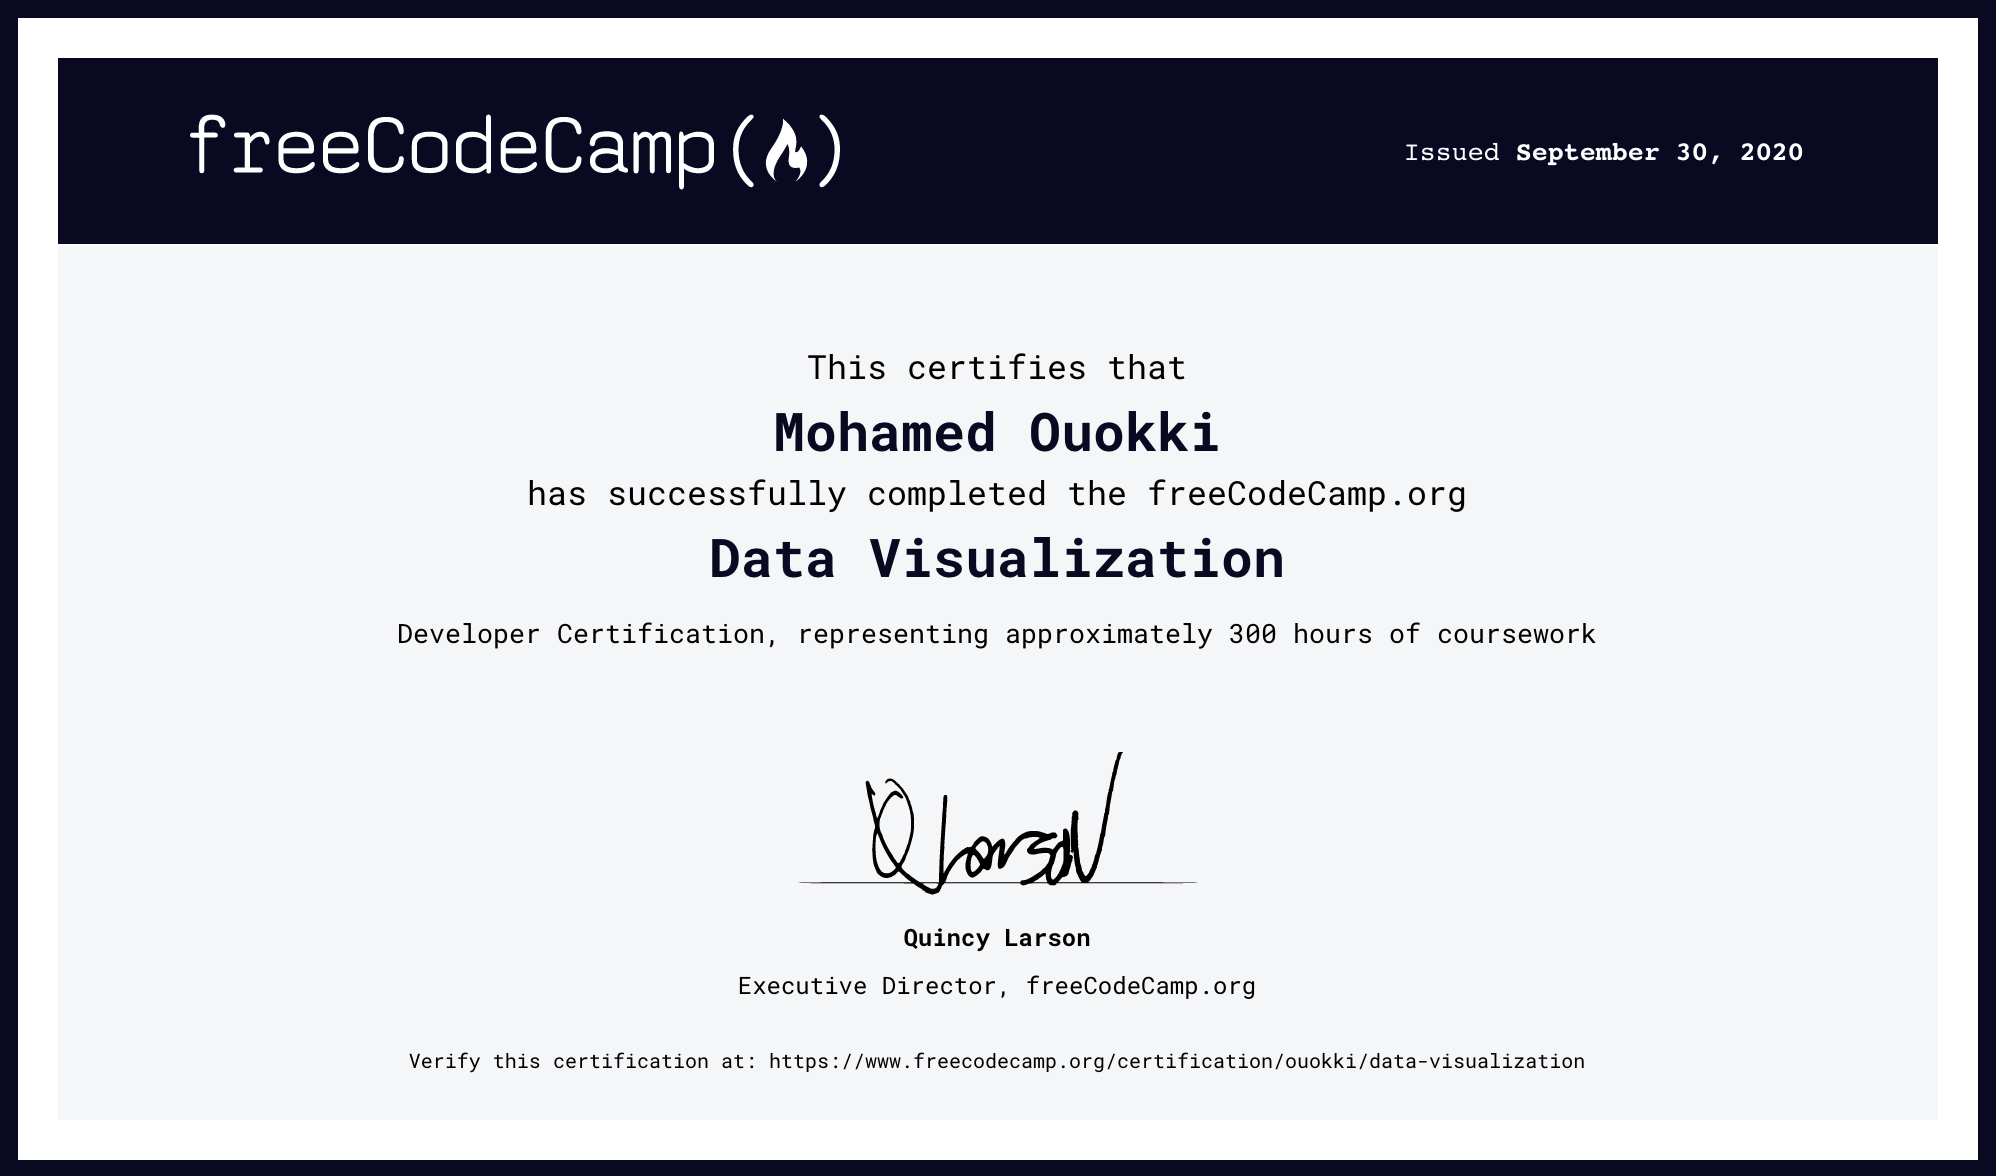 freeCodeCamp(🔥)
Issued September 30, 2020
This certifies that
Mohamed Ouokki
has successfully completed the freeCodeCamp.org
Data Visualization
Developer Certification, representing approximately 300 hours of coursework
Q Larson
Quincy Larson
Executive Director, freeCodeCamp.org
Verify this certification at: https://www.freecodecamp.org/certification/ouokki/data-visualization